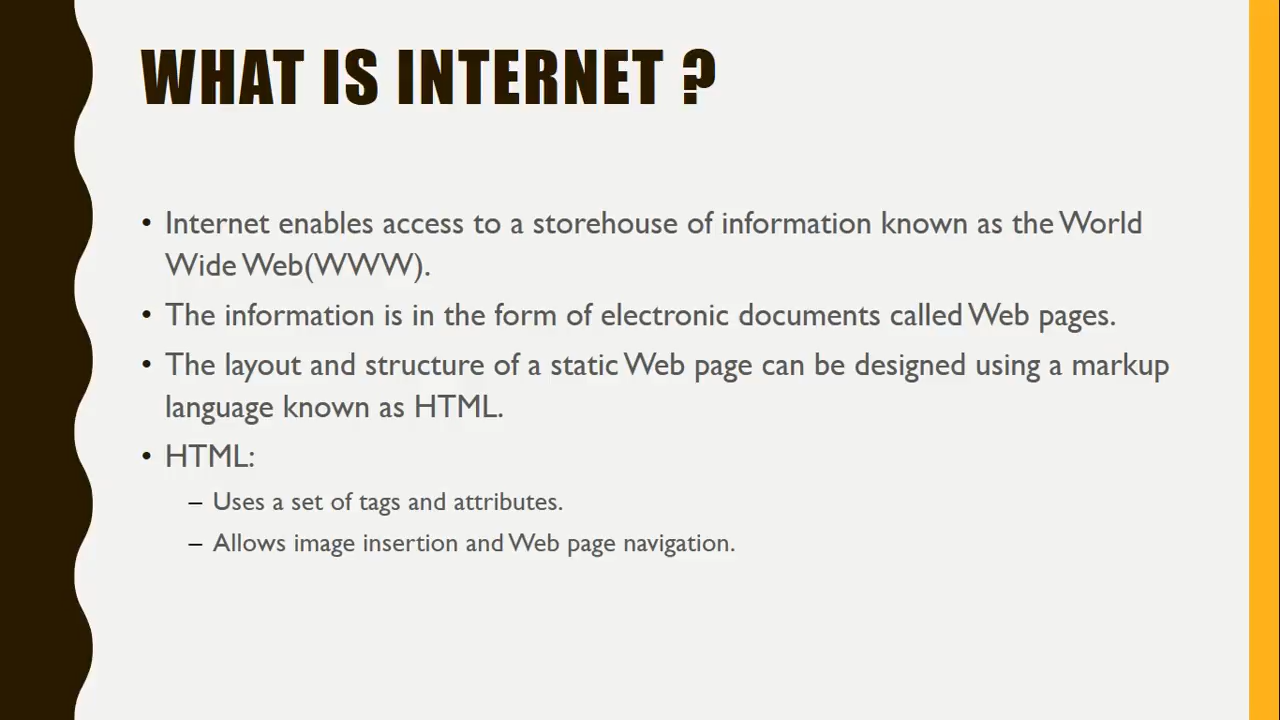 WHAT IS INTERNET ?
• Internet enables access to a storehouse of information known as the World
Wide Web(WWW).
• The information is in the form of electronic documents called Web pages.
• The layout and structure of a static Web page can be designed using a markup
language known as HTML.
• HTML:
– Uses a set of tags and attributes.
– Allows image insertion and Web page navigation.